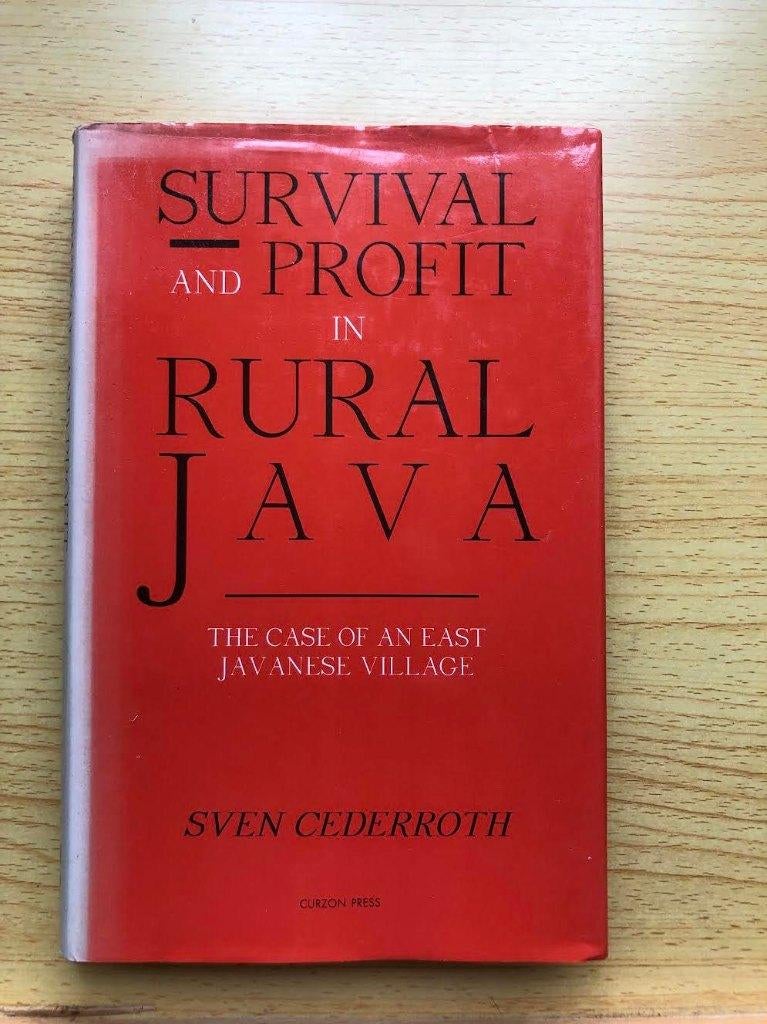 SURVIVAL
AND PROFIT
IN
RURAL
JAVA
THE CASE OF AN EAST
JAVANESE VILLAGE
SVEN CEDERROTH
CURZON PRESS